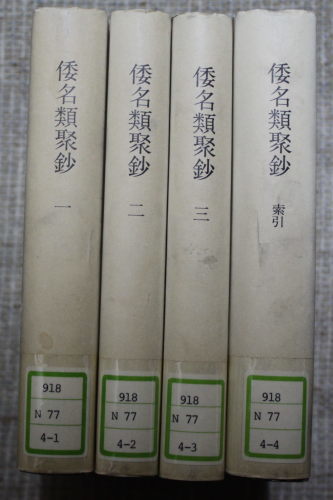 倭名類聚鈔 一
918
N 77
4-1
倭名類聚鈔 二
918
N 77
4-2
倭名類聚鈔 三
918
N 77
4-3
倭名類聚鈔 索引
918
N 77
4-4